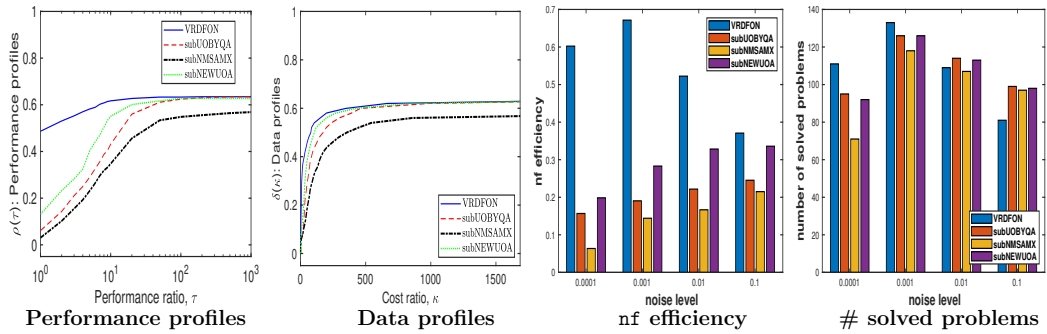 ρ(τ): Performance profiles
1
0.8
0.6
0.4
0.2
0
10^0
10^1
10^2
10^3
Performance ratio, τ
VRDFON
subUOBYQA
subNMSAMX
subNEWUOA
Performance profiles
δ(κ): Data profiles
1
0.8
0.6
0.4
0.2
0
0
500
1000
1500
Cost ratio, κ
VRDFON
subUOBYQA
subNMSAMX
subNEWUOA
Data profiles
nf efficiency
0.7
0.6
0.5
0.4
0.3
0.2
0.1
0
0.0001
0.001
0.01
0.1
noise level
VRDFON
subUOBYQA
subNMSAMX
subNEWUOA
nf efficiency
number of solved problems
140
120
100
80
60
40
20
0
0.0001
0.001
0.01
0.1
noise level
VRDFON
subUOBYQA
subNMSAMX
subNEWUOA
# solved problems